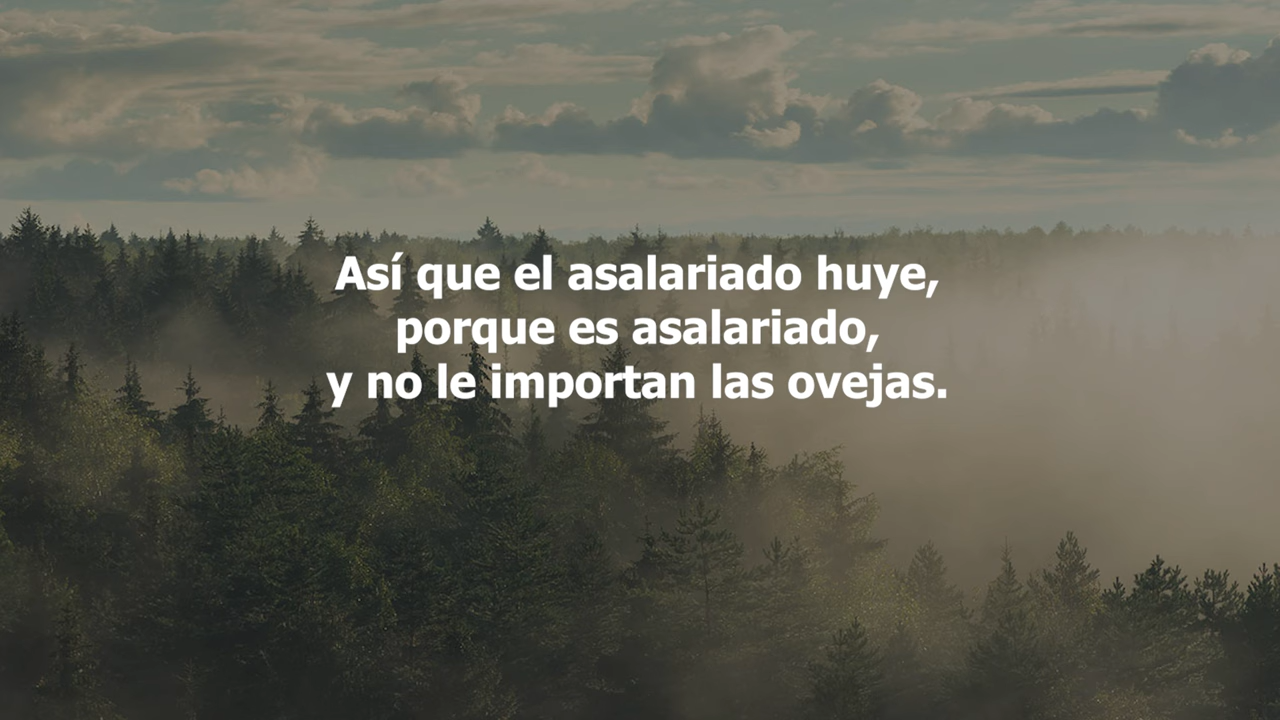 Así que el asalariado huye,
porque es asalariado,
y no le importan las ovejas.